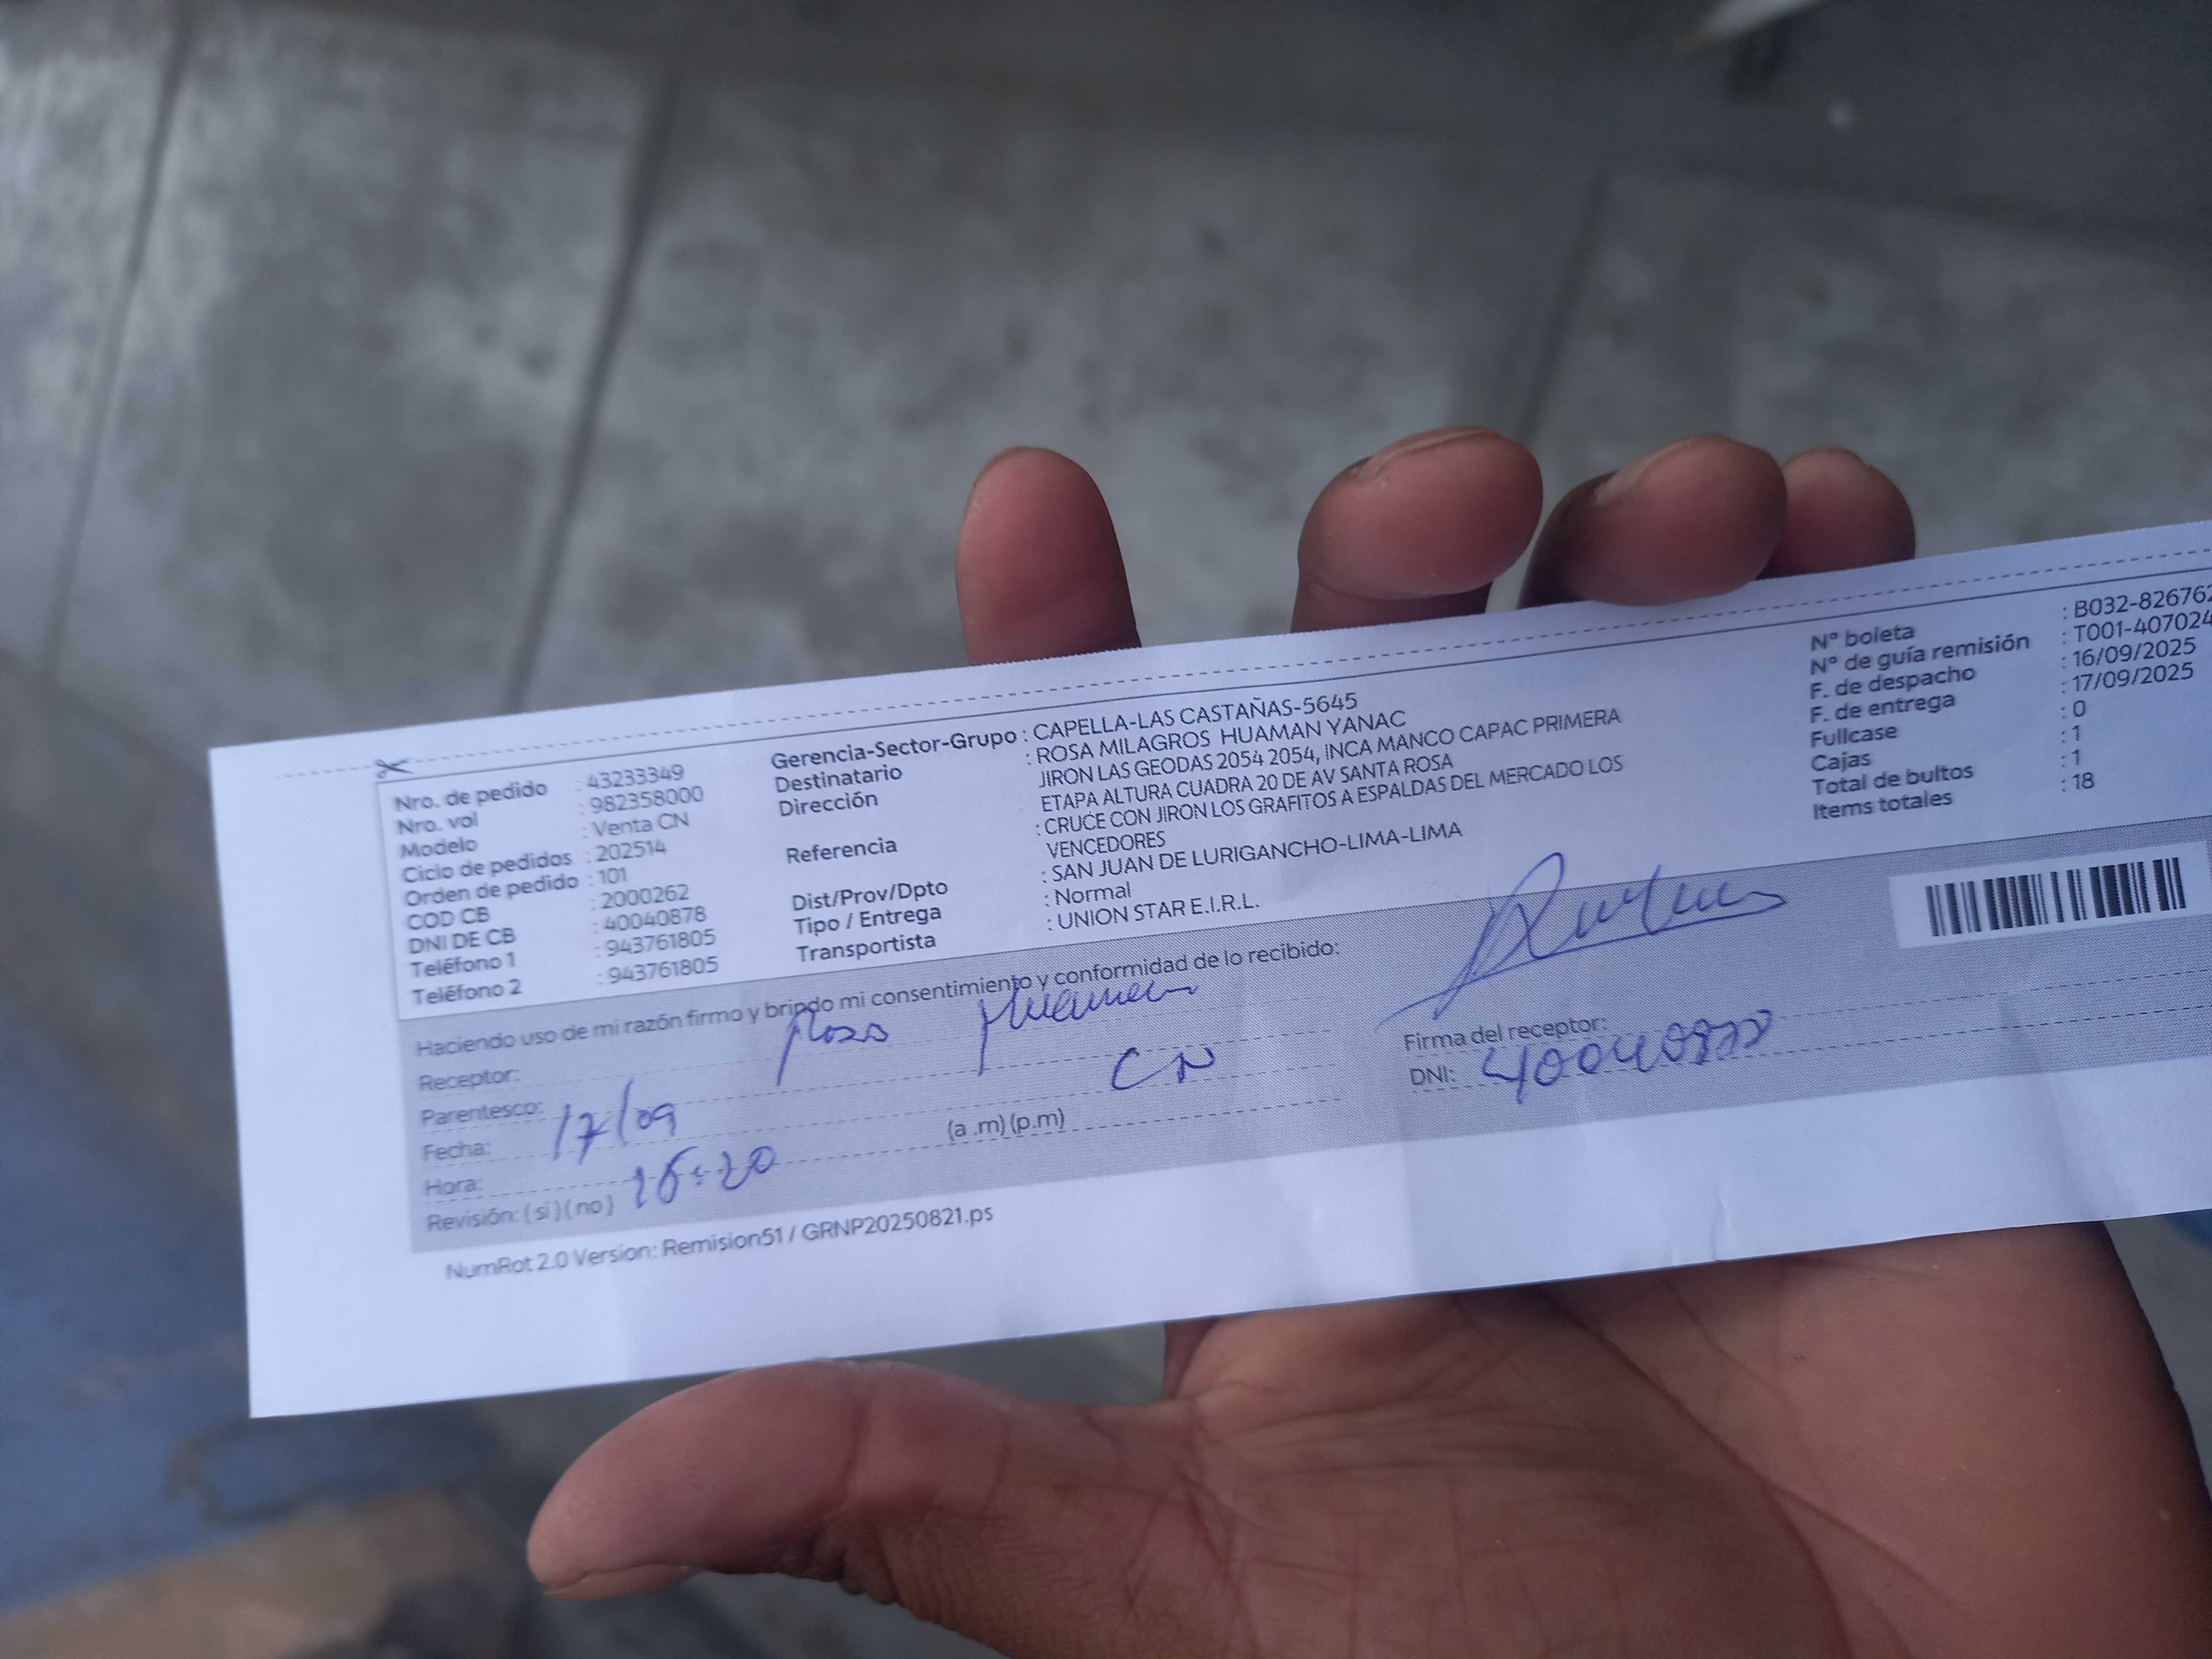 Nro. de pedido : 43233349
Nro. vol : 982358000
Modelo : Venta CN
Ciclo de pedidos : 202514
Orden de pedido : 101
COD CB : 2000262
DNI DE CB : 40040878
Teléfono 1 : 943761805
Teléfono 2 : 943761805
Gerencia-Sector-Grupo : CAPELLA-LAS CASTAÑAS-5645
Destinatario : ROSA MILAGROS HUAMAN YANAC
Dirección JIRON LAS GEODAS 2054 2054, INCA MANCO CAPAC PRIMERA
ETAPA ALTURA CUADRA 20 DE AV SANTA ROSA
Referencia : CRUCE CON JIRON LOS GRAFITOS A ESPALDAS DEL MERCADO LOS
VENCEDORES
Dist/Prov/Dpto : SAN JUAN DE LURIGANCHO-LIMA-LIMA
Tipo / Entrega : Normal
Transportista : UNION STAR E.I.R.L.
N° boleta : B032-826762
N° de guía remisión : T001-407024
F. de despacho : 16/09/2025
F. de entrega : 17/09/2025
Fullcase : 0
Cajas : 1
Total de bultos : 1
Items totales : 18
Haciendo uso de mi razón firmo y brindo mi consentimiento y conformidad de lo recibido:
Receptor: Rosa Huaman
Parentesco: CN
Fecha: 17/09
Hora: 16:20 (a .m) (p.m)
Revisión: ( si ) ( no )
Firma del receptor:
DNI: 40040878
NumRot 2.0 Version: Remision51 / GRNP20250821.ps